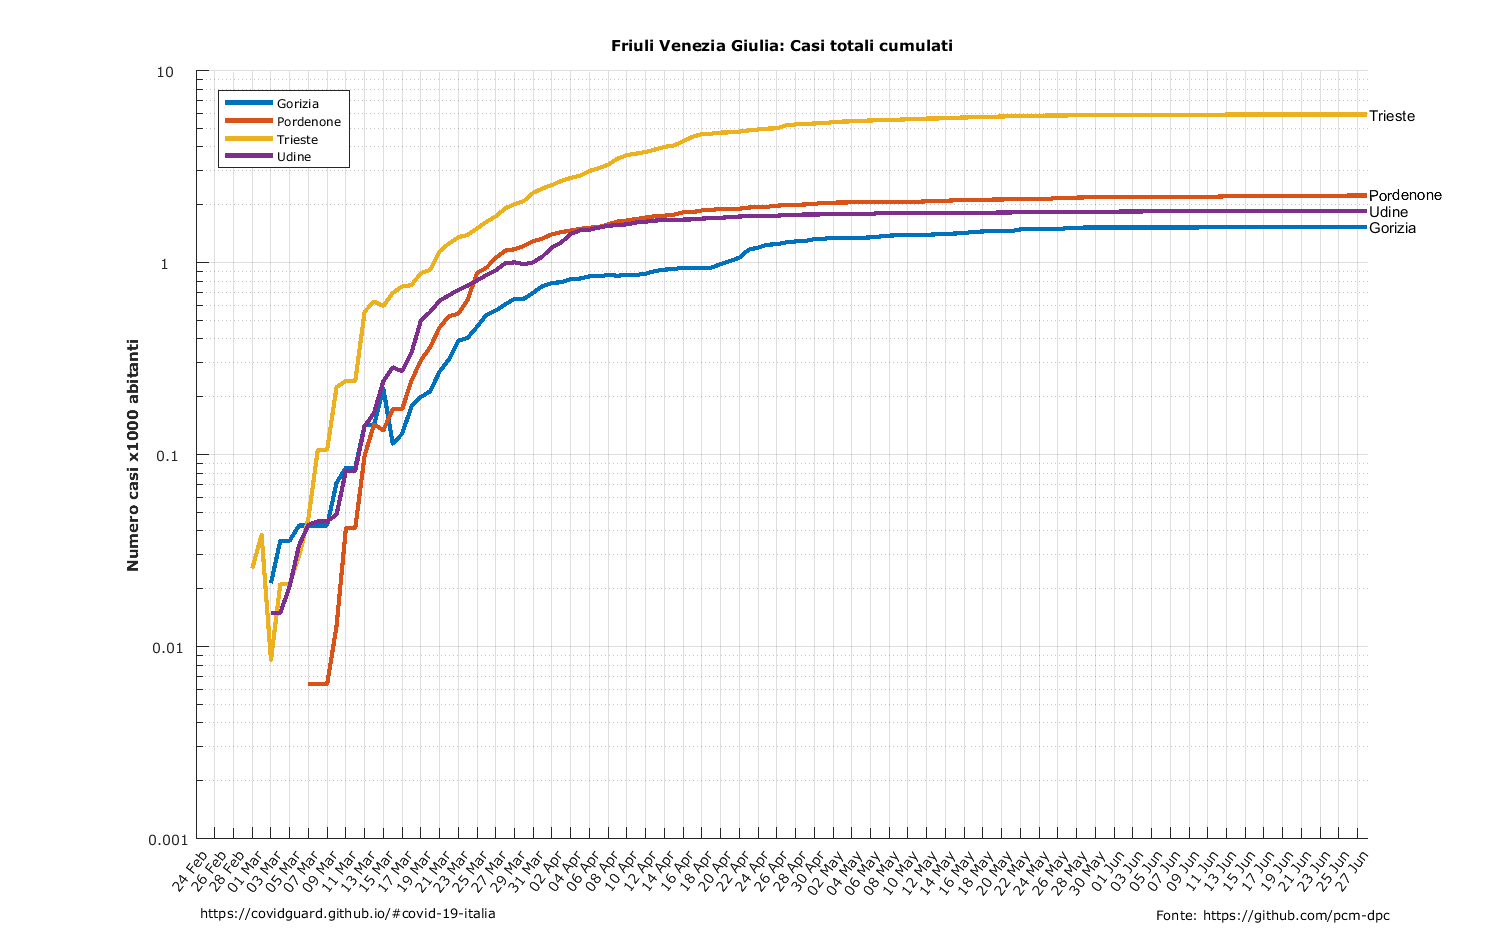 Friuli Venezia Giulia: Casi totali cumulati
Numero casi x1000 abitanti
10
1
0.1
0.01
0.001
Gorizia
Pordenone
Trieste
Udine
Trieste
Pordenone
Udine
Gorizia
24 Feb
26 Feb
28 Feb
01 Mar
03 Mar
05 Mar
07 Mar
09 Mar
11 Mar
13 Mar
15 Mar
17 Mar
19 Mar
21 Mar
23 Mar
25 Mar
27 Mar
29 Mar
31 Mar
02 Apr
04 Apr
06 Apr
08 Apr
10 Apr
12 Apr
14 Apr
16 Apr
18 Apr
20 Apr
22 Apr
24 Apr
26 Apr
28 Apr
30 Apr
02 May
04 May
06 May
08 May
10 May
12 May
14 May
16 May
18 May
20 May
22 May
24 May
26 May
28 May
30 May
01 Jun
03 Jun
05 Jun
07 Jun
09 Jun
11 Jun
13 Jun
15 Jun
17 Jun
19 Jun
21 Jun
23 Jun
25 Jun
27 Jun
https://covidguard.github.io/#covid-19-italia
Fonte: https://github.com/pcm-dpc